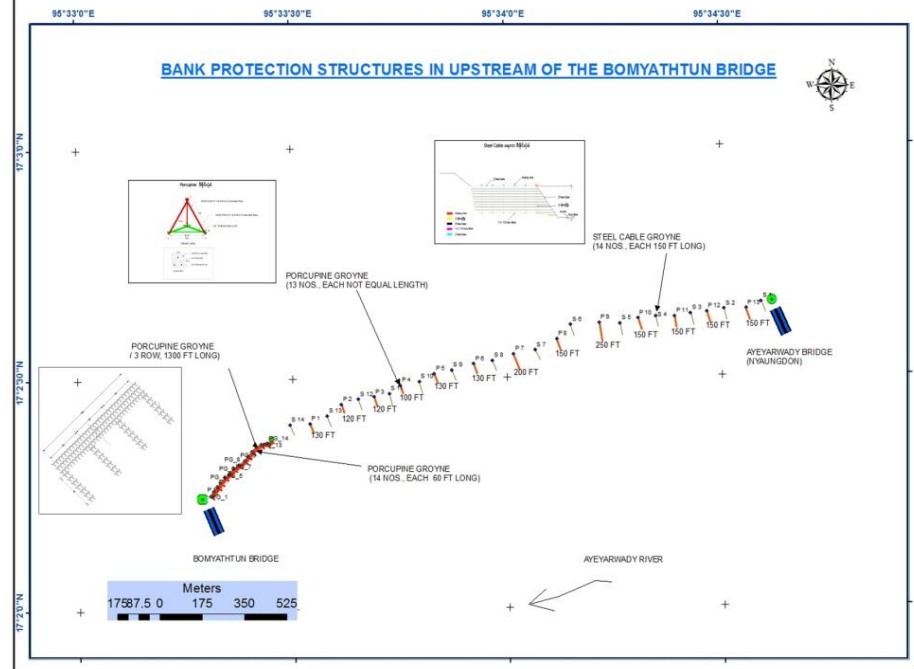 95°33'0"E 95°33'30"E 95°34'0"E 95°34'30"E
BANK PROTECTION STRUCTURES IN UPSTREAM OF THE BOMYATHTUN BRIDGE
N
W E
S
17°3'0"N
Porcupine
Steel Cable
STEEL CABLE GROYNE
(14 NOS., EACH 150 FT LONG)
PORCUPINE GROYNE
(13 NOS., EACH NOT EQUAL LENGTH)
S 6 P 9 S 5 P 10 S 4 P 11 S 3 P 12 S 2 P 13
150 FT 250 FT 150 FT 150 FT 150 FT 150 FT
AYEYARWADY BRIDGE
(NYAUNGDON)
PORCUPINE GROYNE
( 3 ROW, 1300 FT LONG)
17°2'30"N
S 14 P 1 S 13 P 2 S 12 P 3 P 4 S 10 P 5 S 9 P 6 S 8 P 7 S 7 P 8
130 FT 120 FT 120 FT 100 FT 130 FT 130 FT 200 FT
PG_14
PG_1
PORCUPINE GROYNE
(14 NOS., EACH 60 FT LONG)
BOMYATHTUN BRIDGE
AYEYARWADY RIVER
Meters
17587.5 0 175 350 525
17°2'0"N